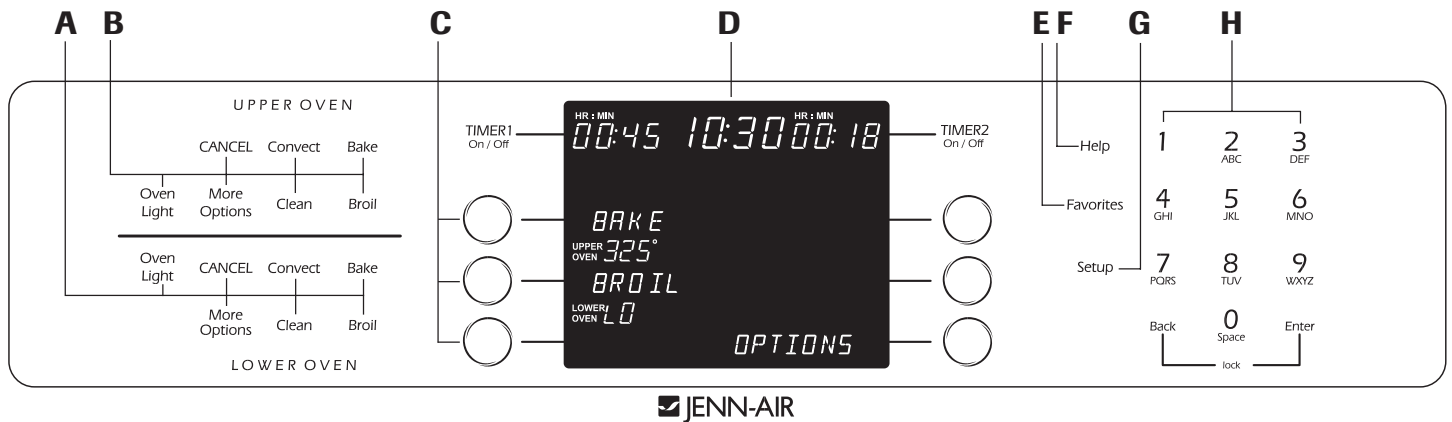 A B C D E F G H
UPPER OVEN
CANCEL Convect Bake
Oven Light More Options Clean Broil
Oven Light CANCEL Convect Bake
More Options Clean Broil
LOWER OVEN
TIMER1
On / Off
HR : MIN HR : MIN
00:45 10:30 00:18
BAKE
UPPER OVEN 325°
BROIL
LOWER OVEN LO
OPTIONS
TIMER2
On / Off
Help
Favorites
Setup
1 2 3
ABC DEF
4 5 6
GHI JKL MNO
7 8 9
PQRS TUV WXYZ
Back 0 Enter
Space
lock
JENN-AIR